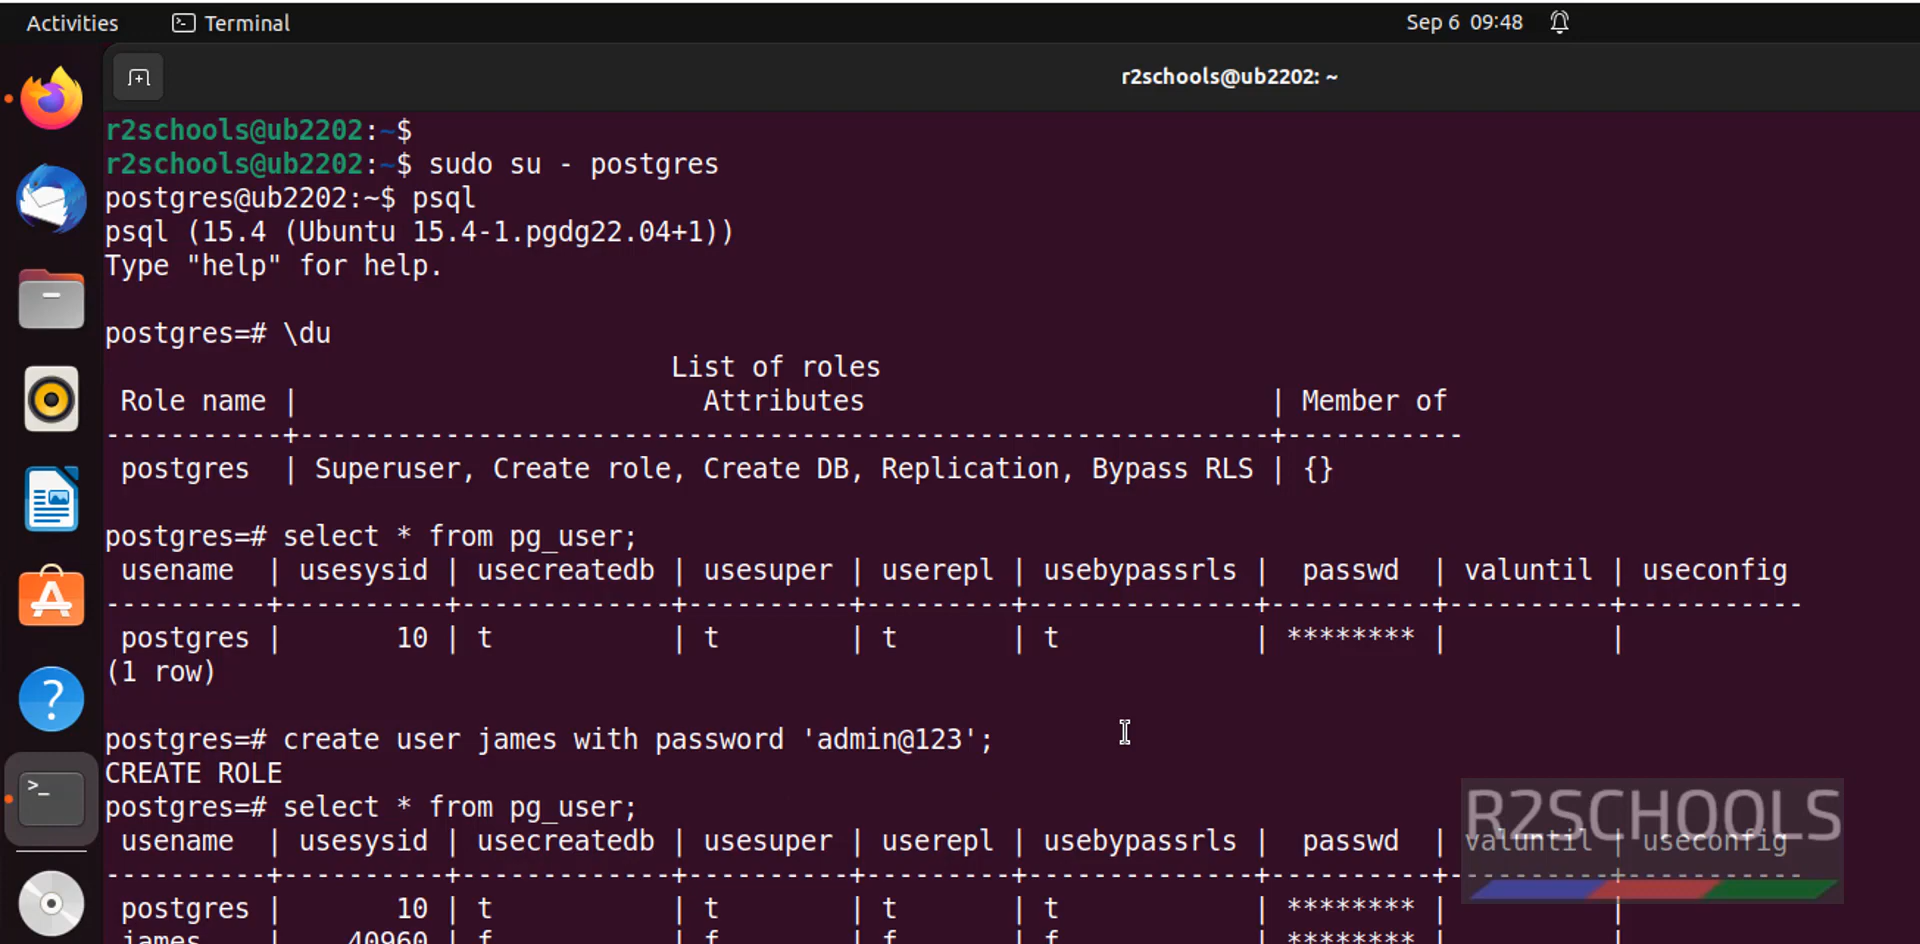 Activities Terminal Sep 6 09:48
r2schools@ub2202: ~
r2schools@ub2202:~$
r2schools@ub2202:~$ sudo su - postgres
postgres@ub2202:~$ psql
psql (15.4 (Ubuntu 15.4-1.pgdg22.04+1))
Type "help" for help.
postgres=# \du
List of roles
Role name | Attributes | Member of
-----------+------------------------------------------------------------+-----------
postgres | Superuser, Create role, Create DB, Replication, Bypass RLS | {}
postgres=# select * from pg_user;
usename | usesysid | usecreatedb | usesuper | userepl | usebypassrls | passwd | valuntil | useconfig
----------+----------+-------------+----------+---------+--------------+----------+----------+-----------
postgres | 10 | t | t | t | t | ******** | |
(1 row)
postgres=# create user james with password 'admin@123';
CREATE ROLE
postgres=# select * from pg_user;
usename | usesysid | usecreatedb | usesuper | userepl | usebypassrls | passwd | valuntil | useconfig
----------+----------+-------------+----------+---------+--------------+----------+----------+-----------
postgres | 10 | t | t | t | t | ******** | |
james | 40960 | f | f | f | f | ******** | |
R2SCHOOLS